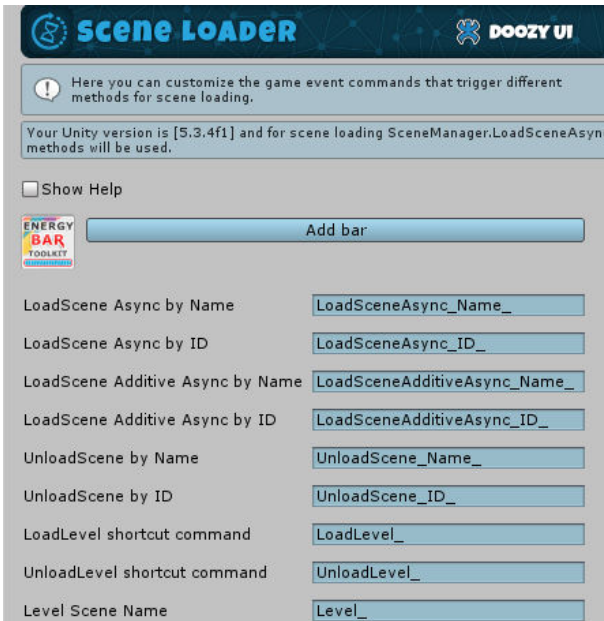 SCENE LOADER DOOZY UI
Here you can customize the game event commands that trigger different
methods for scene loading.
Your Unity version is [5.3.4f1] and for scene loading SceneManager.LoadSceneAsyn
methods will be used.
Show Help
ENERGY
BAR
TOOLKIT
Add bar
LoadScene Async by Name LoadSceneAsync_Name_
LoadScene Async by ID LoadSceneAsync_ID_
LoadScene Additive Async by Name LoadSceneAdditiveAsync_Name_
LoadScene Additive Async by ID LoadSceneAdditiveAsync_ID_
UnloadScene by Name UnloadScene_Name_
UnloadScene by ID UnloadScene_ID_
LoadLevel shortcut command LoadLevel_
UnloadLevel shortcut command UnloadLevel_
Level Scene Name Level_